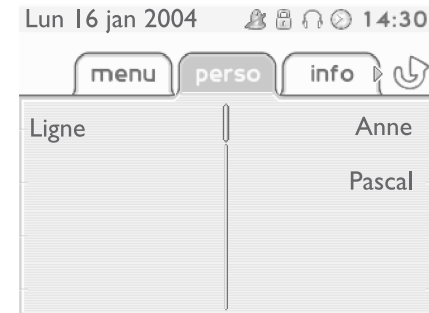 Lun 16 jan 2004 14:30
menu perso info
Ligne Anne
Pascal